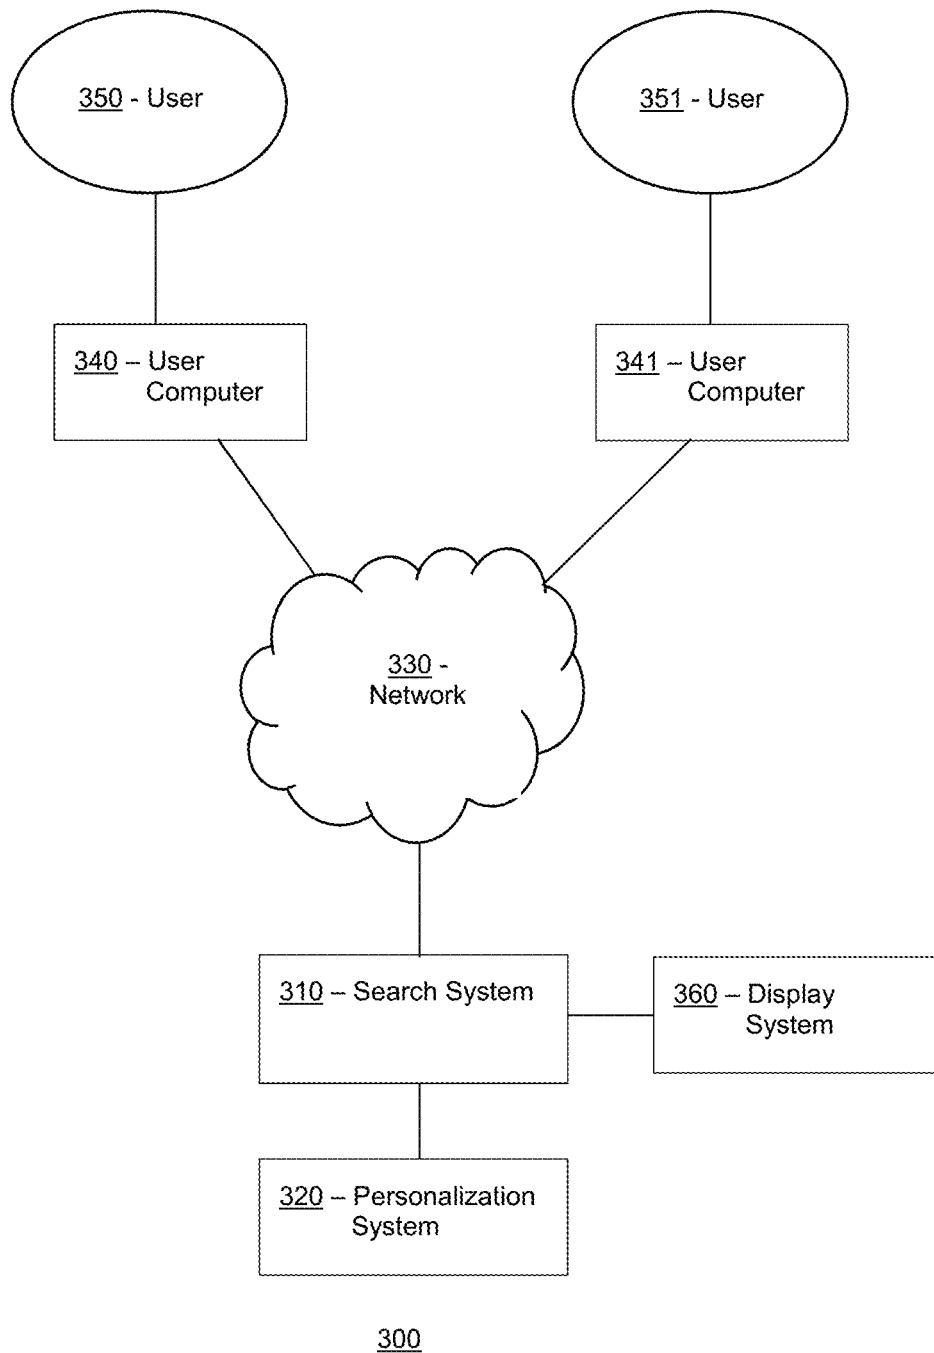 350 - User
351 - User
340 – User
Computer
341 – User
Computer
330 -
Network
310 – Search System
360 – Display
System
320 – Personalization
System
300